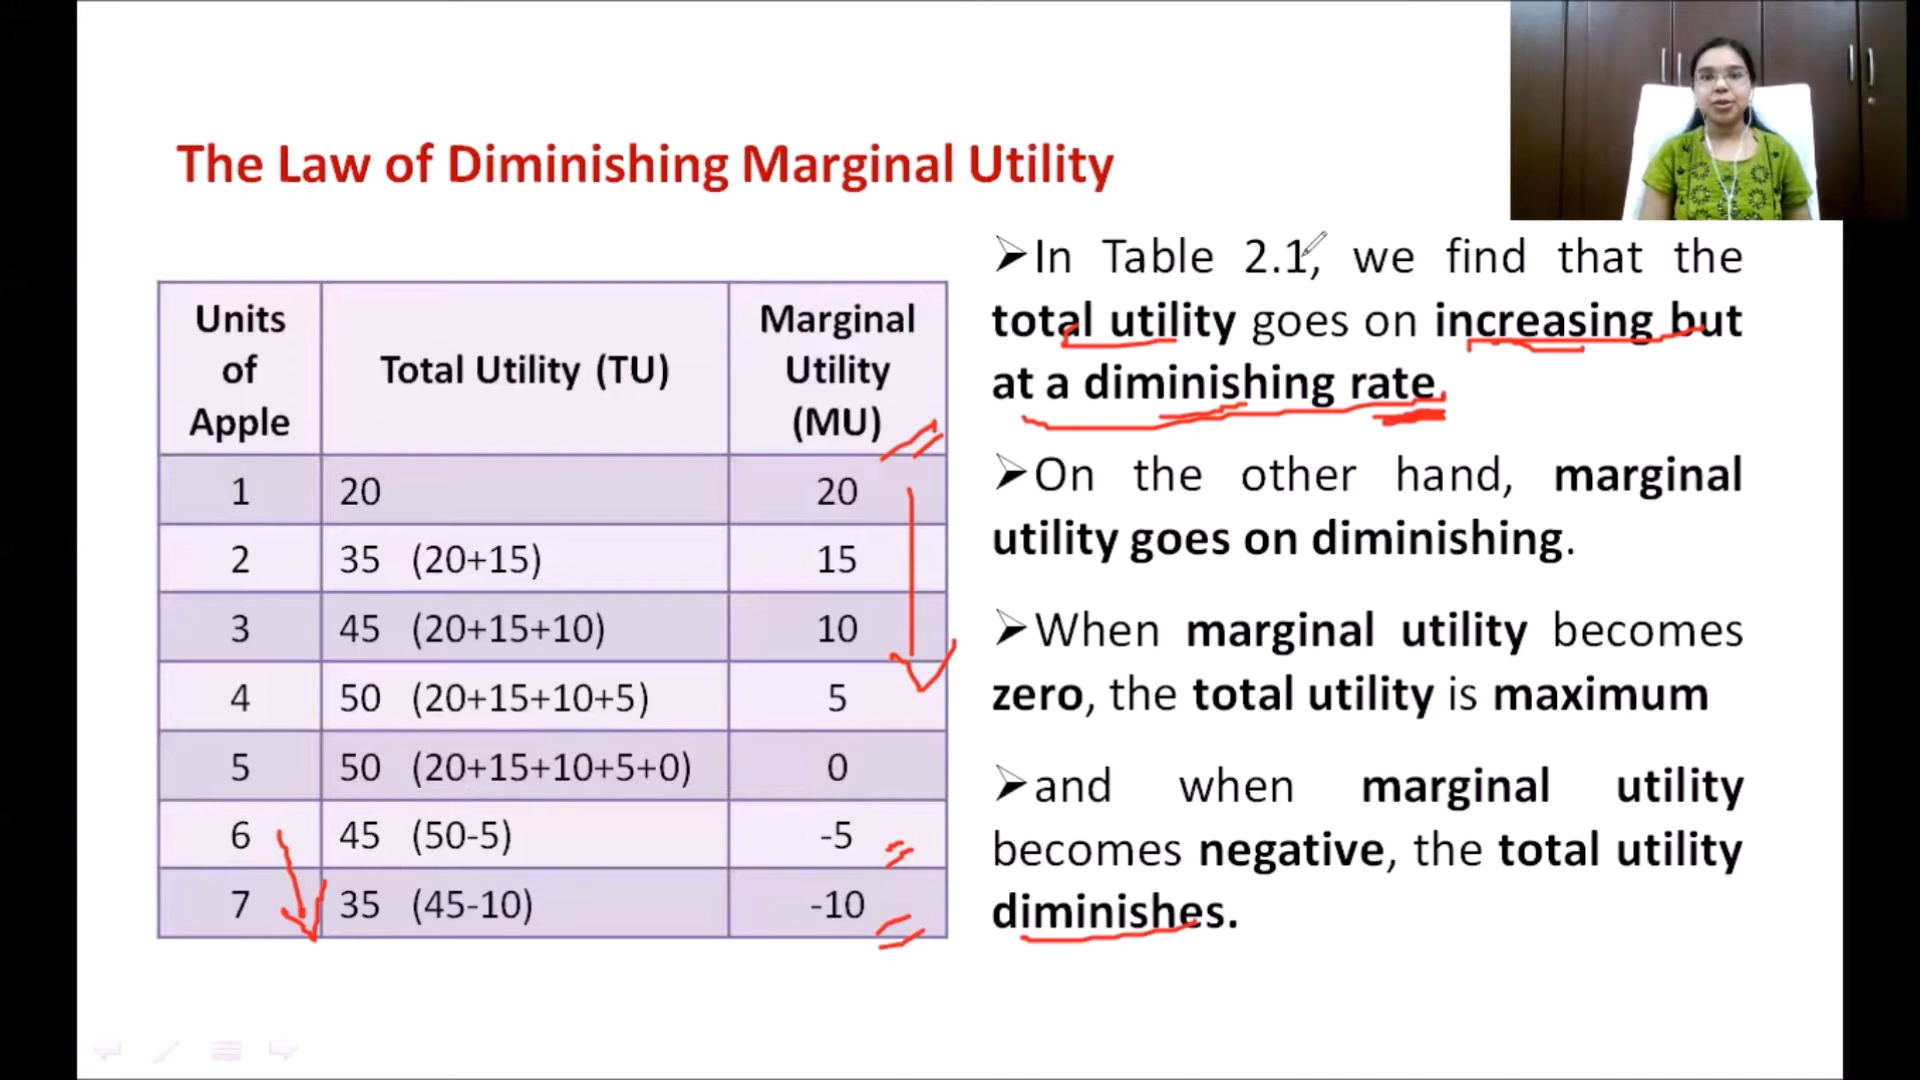 The Law of Diminishing Marginal Utility
Units of Apple | Total Utility (TU) | Marginal Utility (MU)
1 | 20 | 20
2 | 35 (20+15) | 15
3 | 45 (20+15+10) | 10
4 | 50 (20+15+10+5) | 5
5 | 50 (20+15+10+5+0) | 0
6 | 45 (50-5) | -5
7 | 35 (45-10) | -10
➢In Table 2.1, we find that the
total utility goes on increasing but
at a diminishing rate.
➢On the other hand, marginal
utility goes on diminishing.
➢When marginal utility becomes
zero, the total utility is maximum
➢and when marginal utility
becomes negative, the total utility
diminishes.